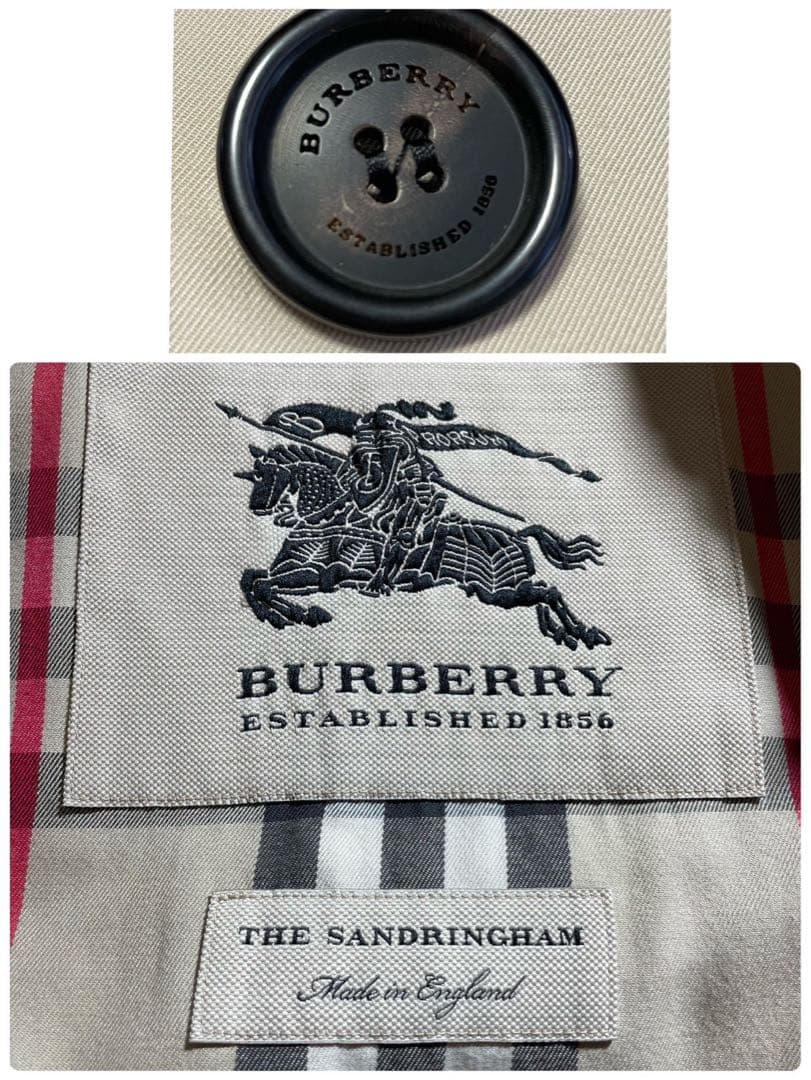 BURBERRY
ESTABLISHED 1856
B
BURBERRY
ESTABLISHED 1856
THE SANDRINGHAM
Made in England